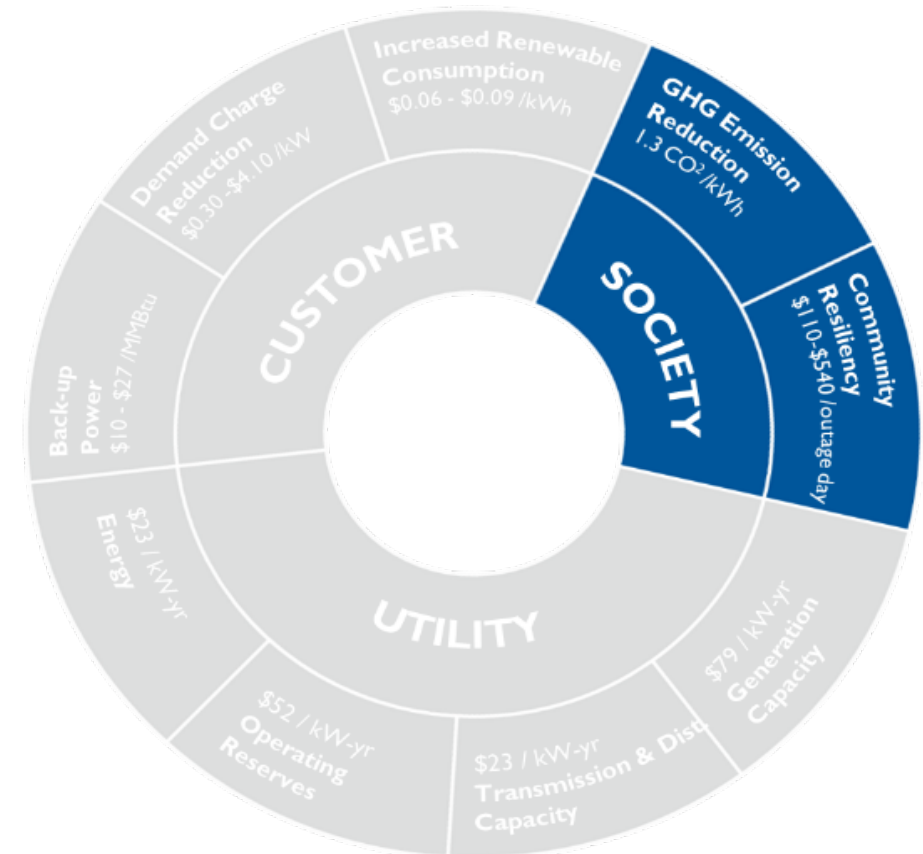 Increased Renewable
Consumption
$0.06 - $0.09 /kWh
GHG Emission
Reduction
1.3 CO² /kWh
Community
Resiliency
$110-$540 /outage day
SOCIETY
Demand Charge
Reduction
$0.30 -$4.10 /kW
CUSTOMER
Back-up
Power
$10 - $27 /MMBtu
$23 / kW-yr
Energy
UTILITY
$52 / kW-yr
Operating
Reserves
$23 / kW-yr
Transmission & Dist.
Capacity
$79 / kW-yr
Generation
Capacity